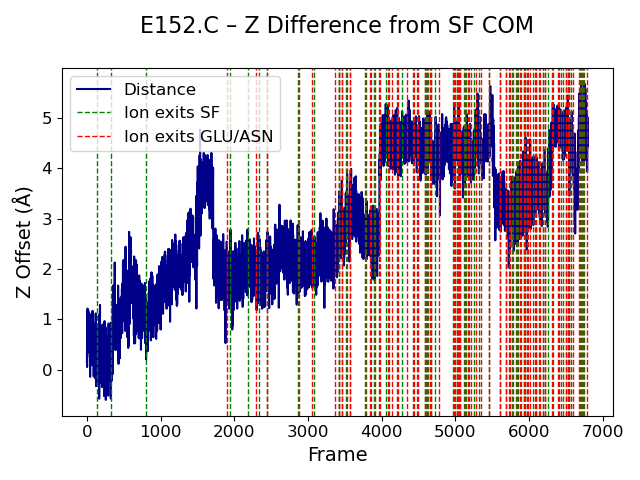 E152.C – Z Difference from SF COM
Distance
Ion exits SF
Ion exits GLU/ASN
Z Offset (Å)
5
4
3
2
1
0
0 1000 2000 3000 4000 5000 6000 7000
Frame